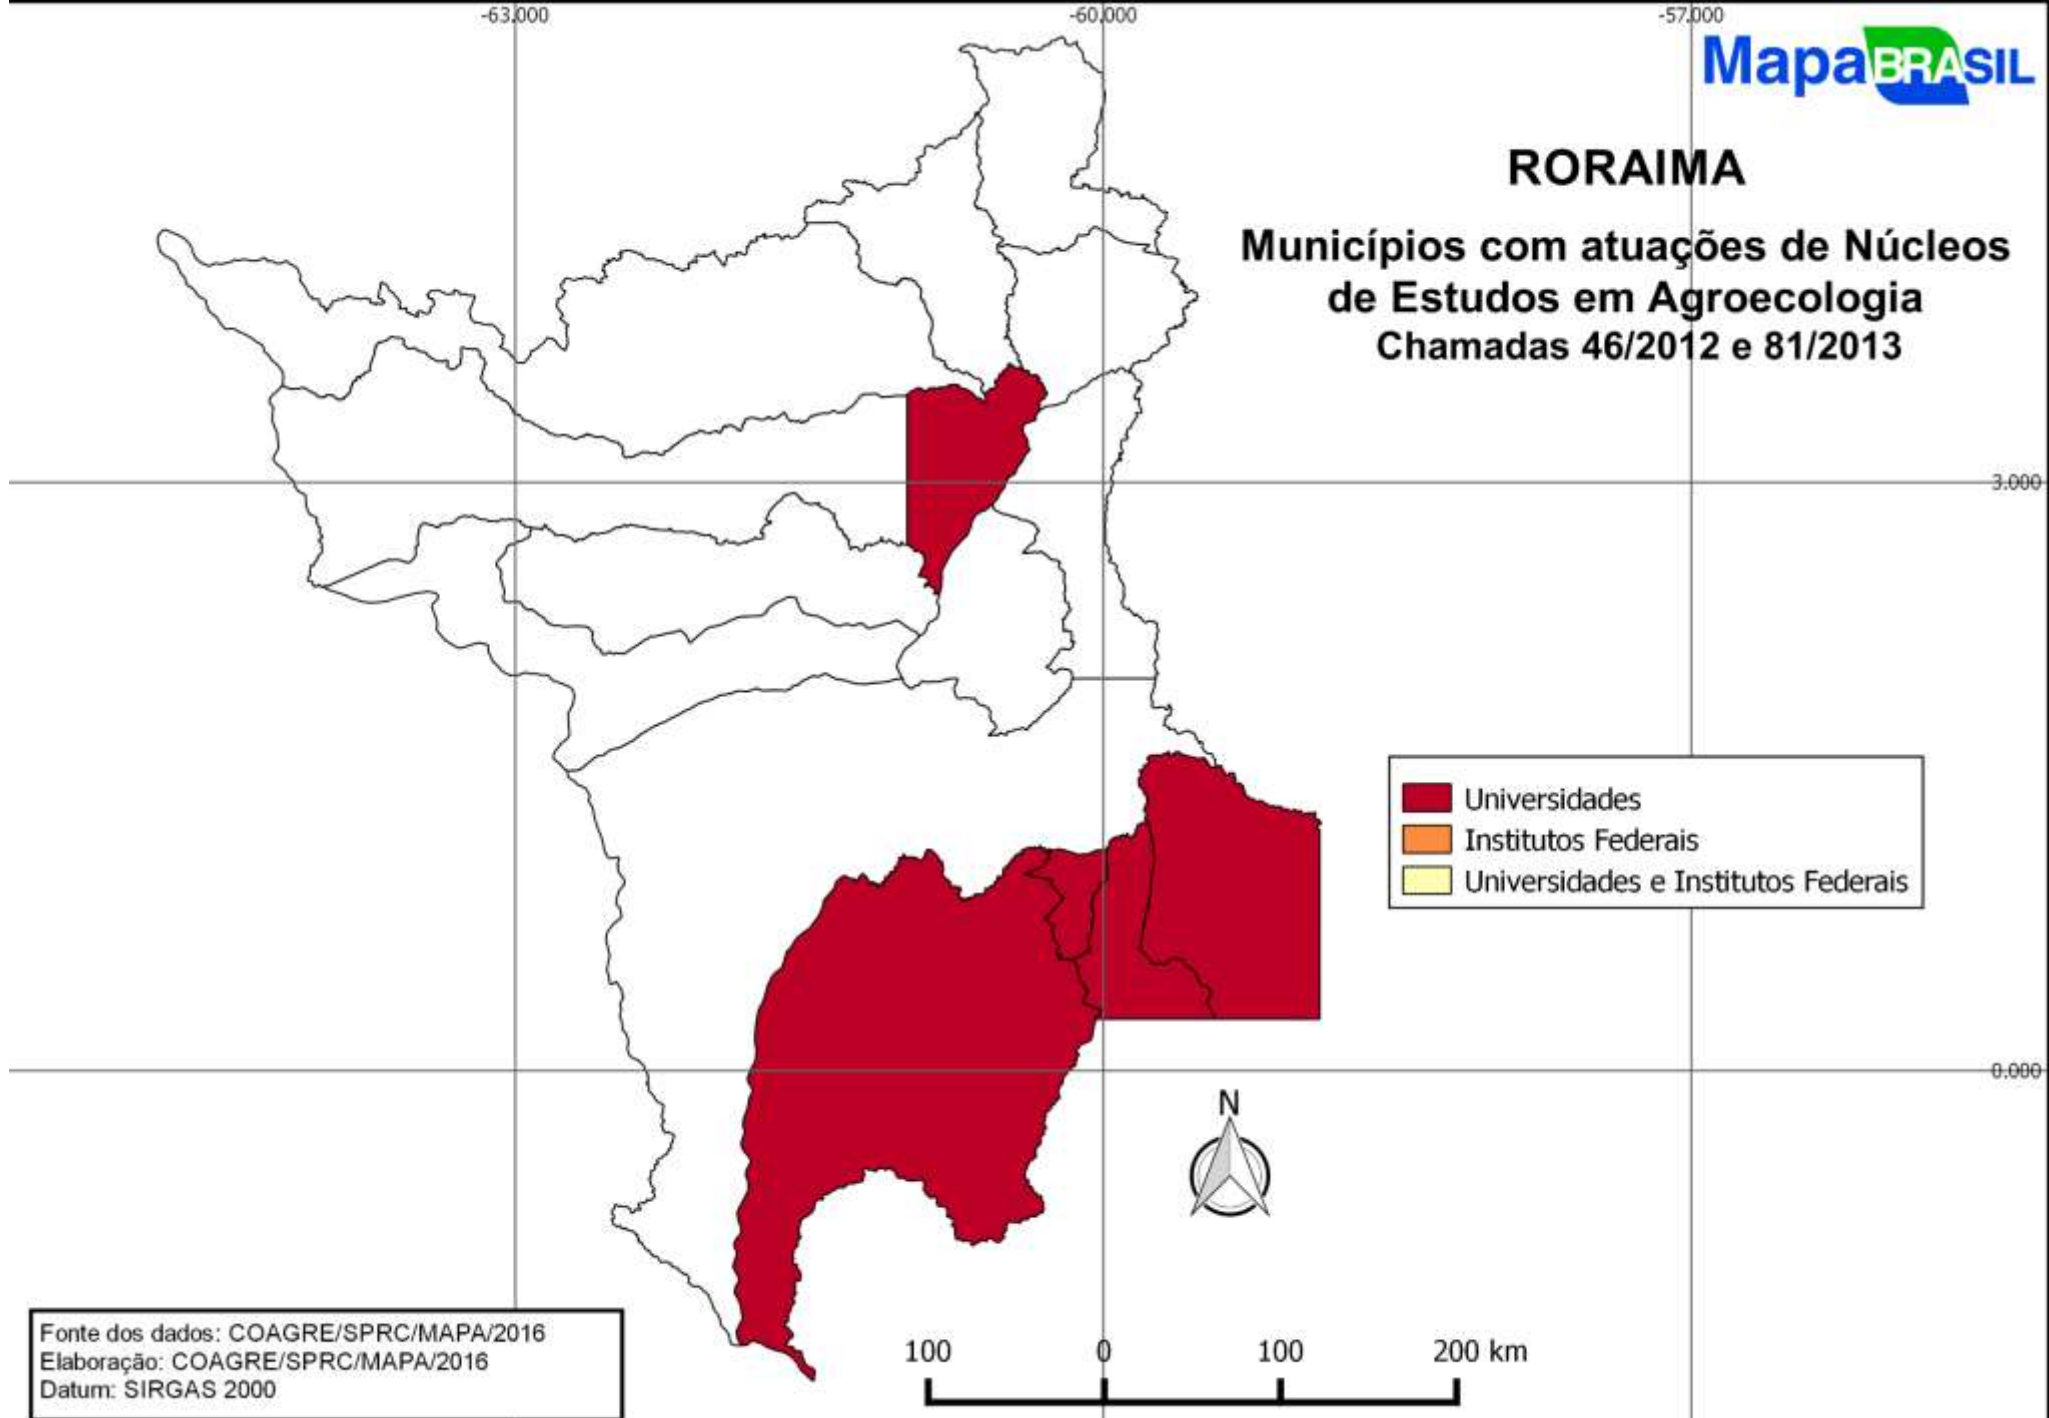 -63.000
-60.000
-57.000
MapaBRASIL
RORAIMA
Municípios com atuações de Núcleos
de Estudos em Agroecologia
Chamadas 46/2012 e 81/2013
3.000
Universidades
Institutos Federais
Universidades e Institutos Federais
0.000
N
Fonte dos dados: COAGRE/SPRC/MAPA/2016
Elaboração: COAGRE/SPRC/MAPA/2016
Datum: SIRGAS 2000
100 0 100 200 km